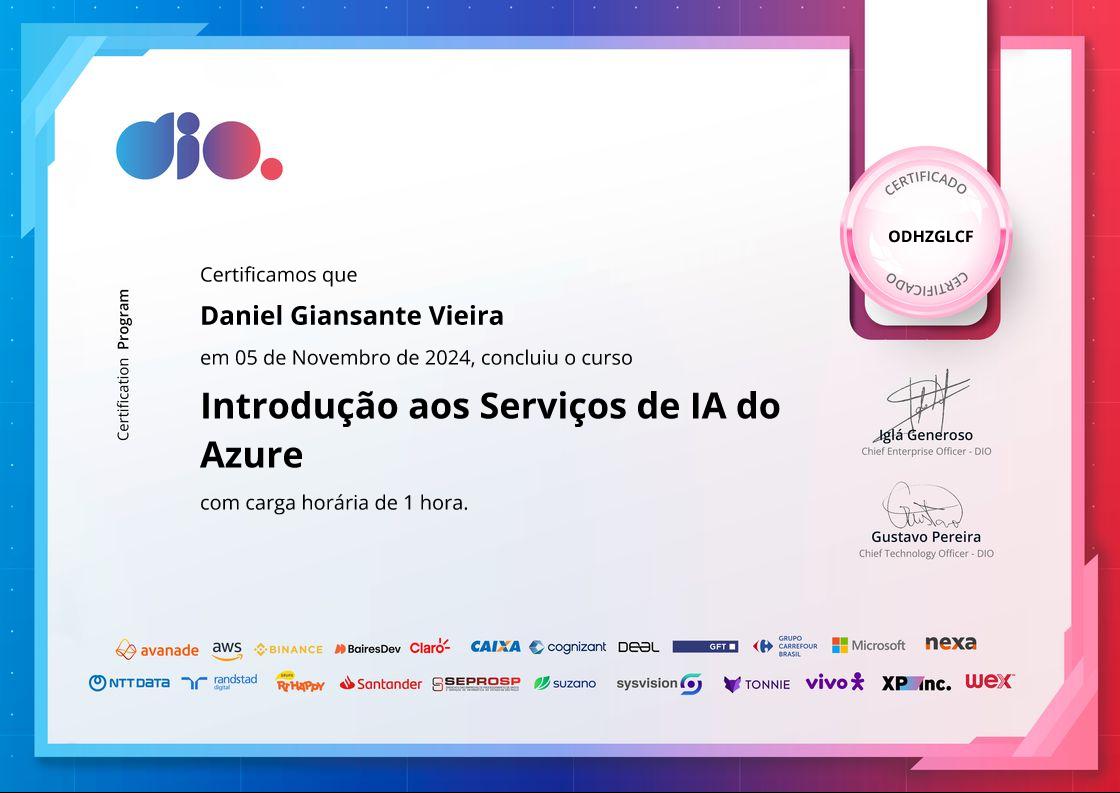 dio.
CERTIFICADO
ODHZGLCF
CERTIFICADO
Certification Program
Certificamos que
Daniel Giansante Vieira
em 05 de Novembro de 2024, concluiu o curso
Introdução aos Serviços de IA do
Azure
com carga horária de 1 hora.
Iglá Generoso
Chief Enterprise Officer - DIO
Gustavo Pereira
Chief Technology Officer - DIO
avanade aws BINANCE BairesDev Claro CAIXA cognizant DEAL GFT GRUPO CARREFOUR BRASIL Microsoft nexa
NTT DATA randstad digital GRUPO Ri HAPPY Santander SEPROSP suzano sysvision TONNIE vivo XP inc. wex